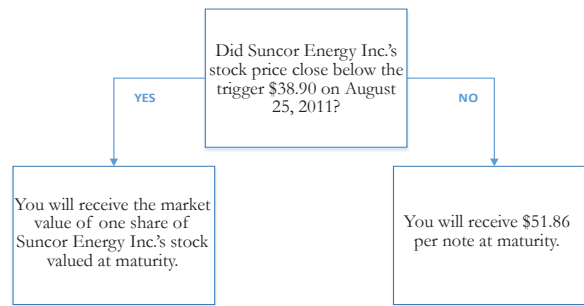 Did Suncor Energy Inc.'s
stock price close below the
trigger $38.90 on August
25, 2011?
YES
NO
You will receive the market
value of one share of
Suncor Energy Inc.'s stock
valued at maturity.
You will receive $51.86
per note at maturity.